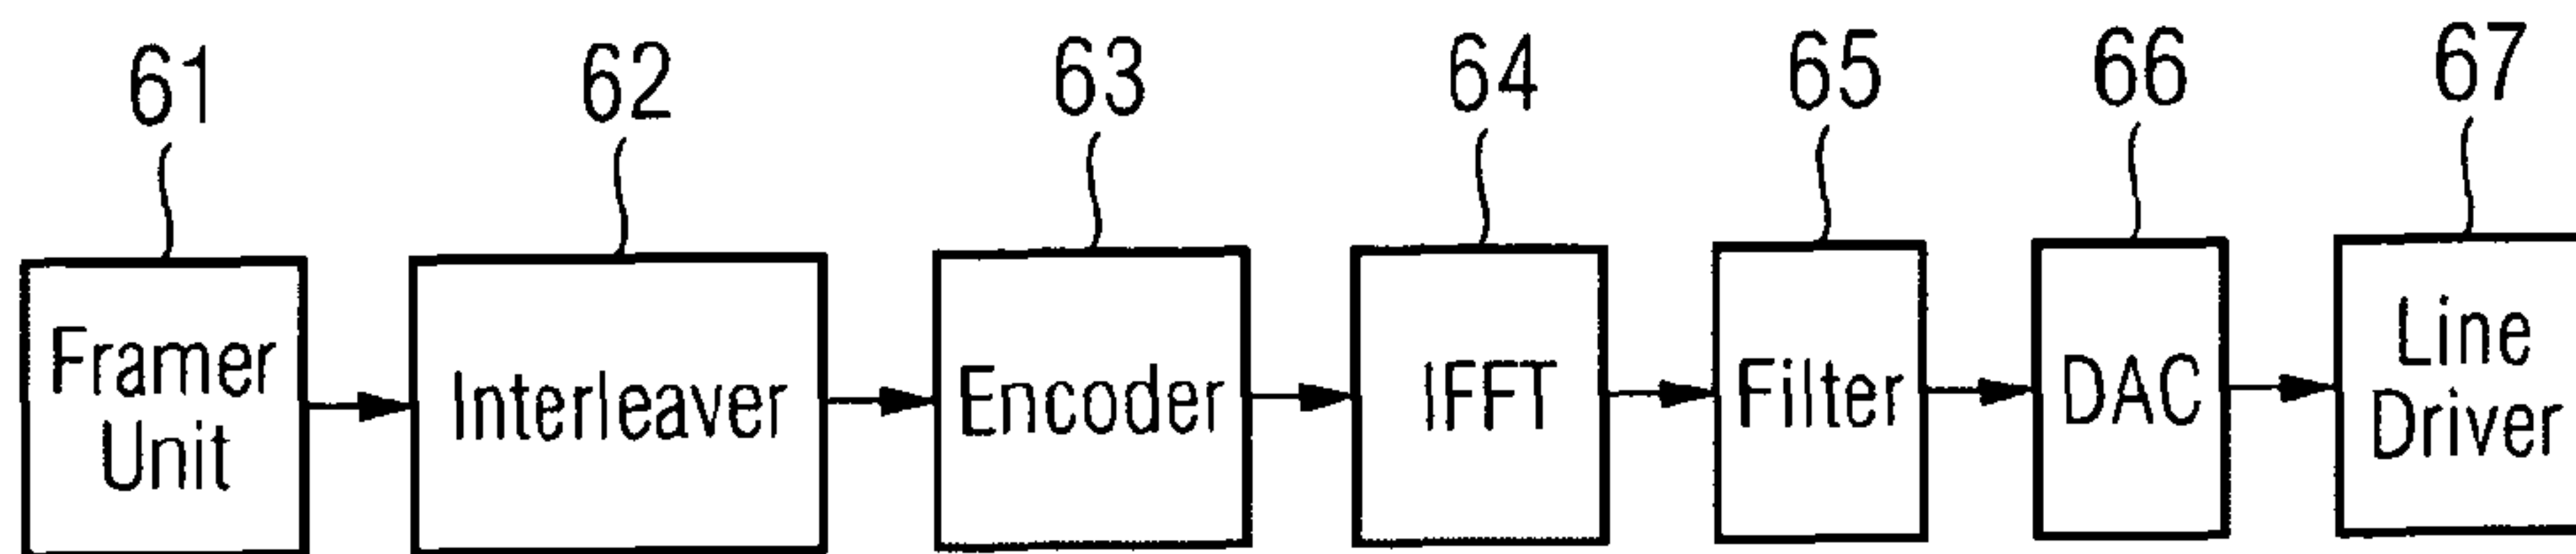 61 62 63 64 65 66 67
Framer
Unit
Interleaver
Encoder
IFFT
Filter
DAC
Line
Driver